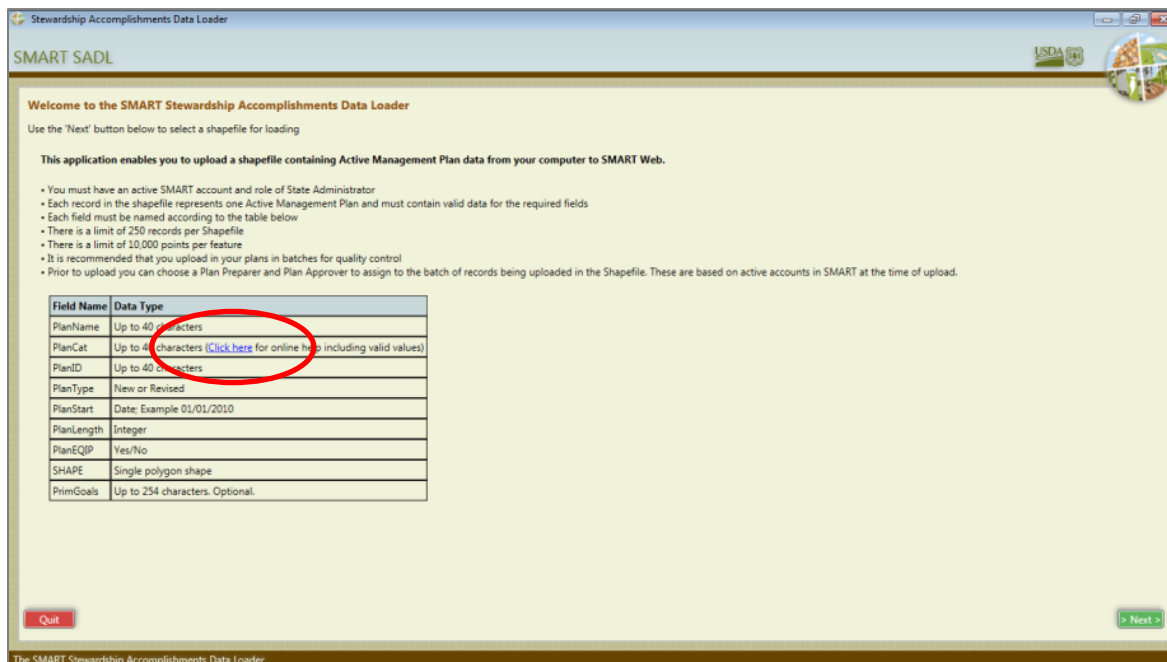 Stewardship Accomplishments Data Loader
SMART SADL
USDA
Welcome to the SMART Stewardship Accomplishments Data Loader
Use the 'Next' button below to select a shapefile for loading
This application enables you to upload a shapefile containing Active Management Plan data from your computer to SMART Web.
• You must have an active SMART account and role of State Administrator
• Each record in the shapefile represents one Active Management Plan and must contain valid data for the required fields
• Each field must be named according to the table below
• There is a limit of 250 records per Shapefile
• There is a limit of 10,000 points per feature
• It is recommended that you upload in your plans in batches for quality control
• Prior to upload you can choose a Plan Preparer and Plan Approver to assign to the batch of records being uploaded in the Shapefile. These are based on active accounts in SMART at the time of upload.
Field Name Data Type
PlanName Up to 40 characters
PlanCat Up to 40 characters (Click here for online help including valid values)
PlanID Up to 40 characters
PlanType New or Revised
PlanStart Date; Example 01/01/2010
PlanLength Integer
PlanEQIP Yes/No
SHAPE Single polygon shape
PrimGoals Up to 254 characters. Optional.
Quit
> Next >
The SMART Stewardship Accomplishments Data Loader